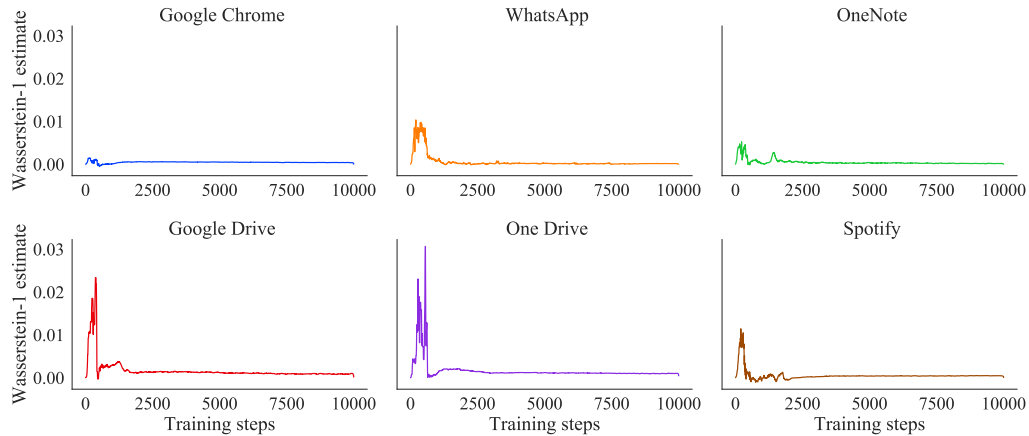 Google Chrome WhatsApp OneNote
Wasserstein-1 estimate
0.03
0.02
0.01
0.00
0 2500 5000 7500 10000 0 2500 5000 7500 10000 0 2500 5000 7500 10000
Google Drive One Drive Spotify
Wasserstein-1 estimate
0.03
0.02
0.01
0.00
0 2500 5000 7500 10000 0 2500 5000 7500 10000 0 2500 5000 7500 10000
Training steps Training steps Training steps